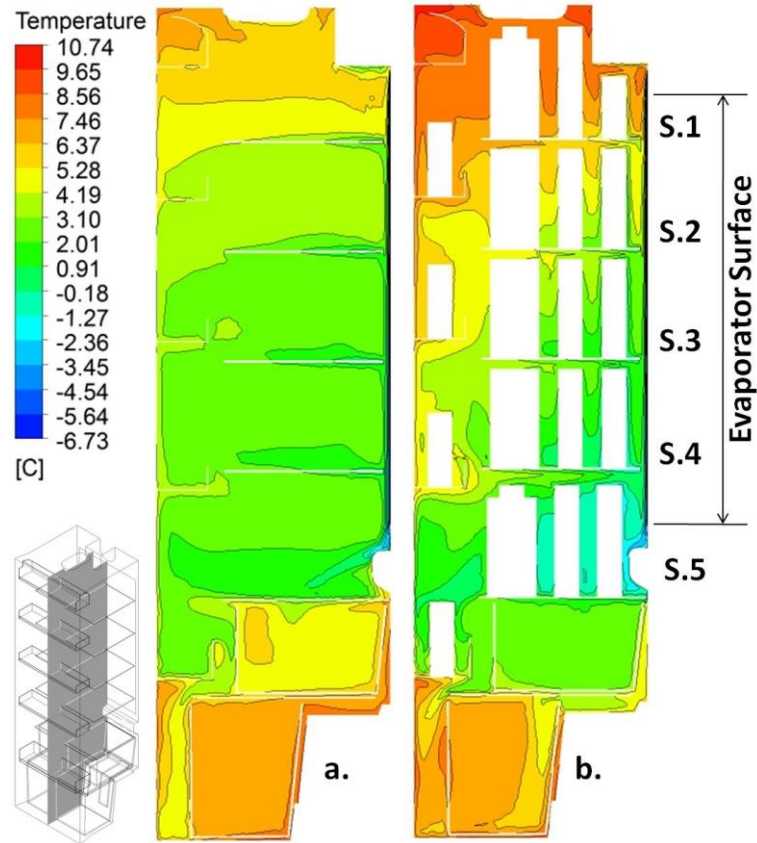 Temperature
10.74
9.65
8.56
7.46
6.37
5.28
4.19
3.10
2.01
0.91
-0.18
-1.27
-2.36
-3.45
-4.54
-5.64
-6.73
[C]
S.1
S.2
S.3
S.4
S.5
Evaporator Surface
a.
b.